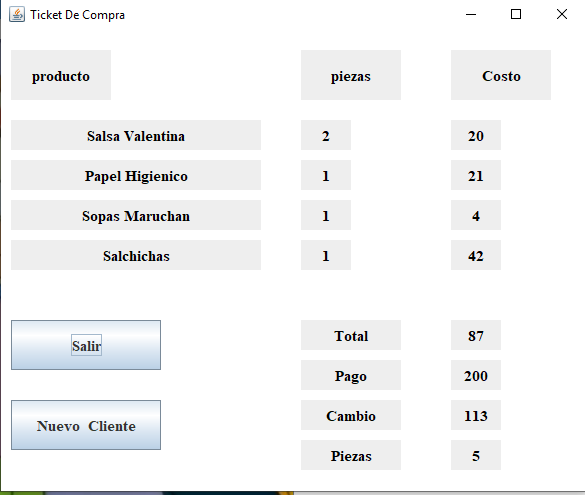 Ticket De Compra
producto piezas Costo
Salsa Valentina 2 20
Papel Higienico 1 21
Sopas Maruchan 1 4
Salchichas 1 42
Salir
Total 87
Pago 200
Nuevo Cliente
Cambio 113
Piezas 5